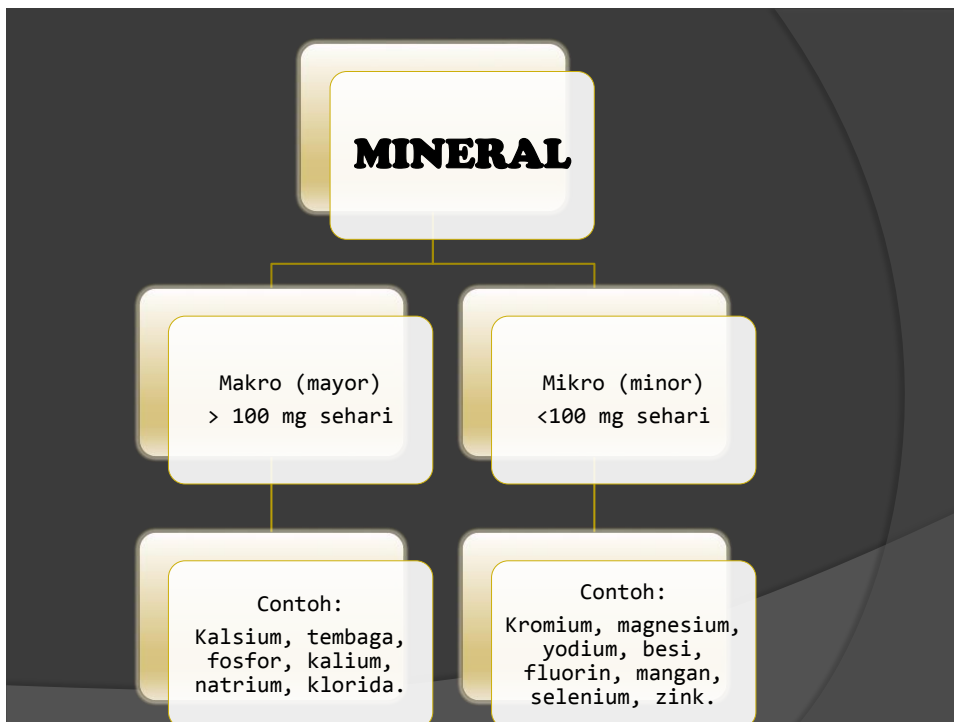 MINERAL
Makro (mayor)
> 100 mg sehari
Mikro (minor)
<100 mg sehari
Contoh:
Kalsium, tembaga,
fosfor, kalium,
natrium, klorida.
Contoh:
Kromium, magnesium,
yodium, besi,
fluorin, mangan,
selenium, zink.